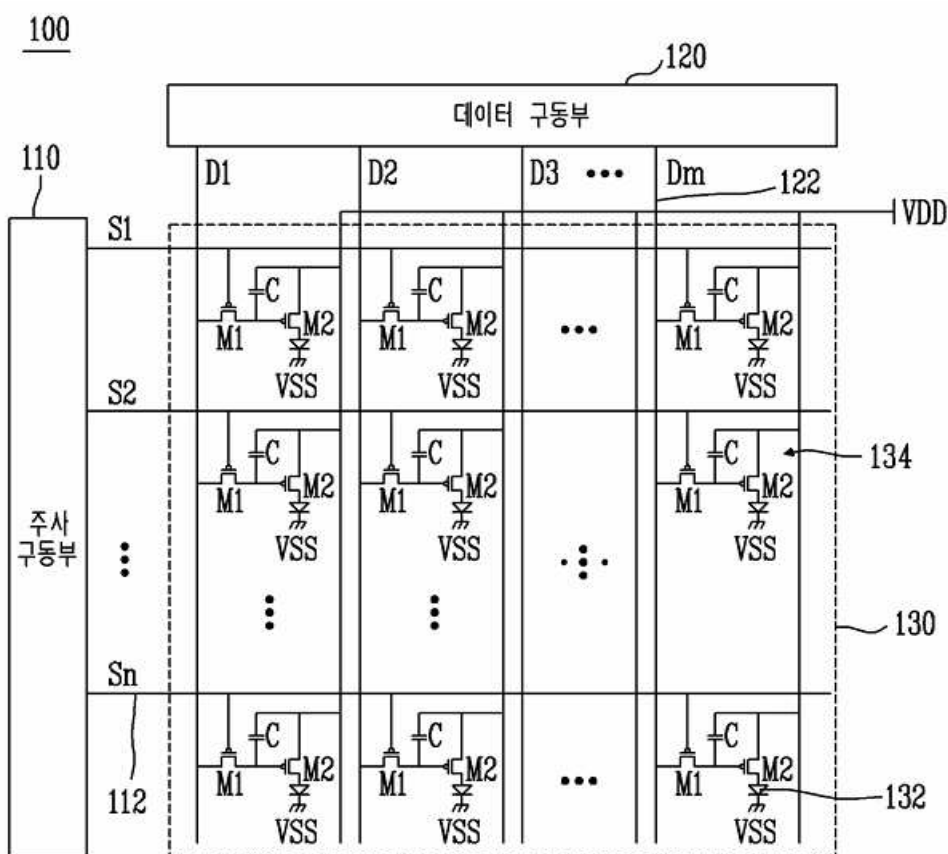 100
120
데이터 구동부
110
D1 D2 D3 ••• Dm
122
VDD
S1
C C C
M1 M2 M1 M2 ••• M1 M2
VSS VSS VSS
S2
C C C
134
M1 M2 M1 M2 M1 M2
VSS VSS VSS
주사
구동부
130
Sn
C C C
M1 M2 M1 M2 ••• M1 M2
132
112
VSS VSS VSS